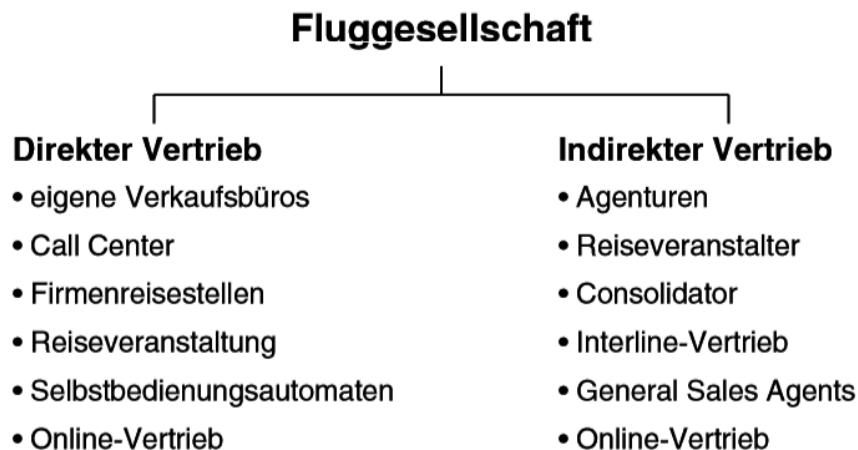 Fluggesellschaft
Direkter Vertrieb
• eigene Verkaufsbüros
• Call Center
• Firmenreisestellen
• Reiseveranstaltung
• Selbstbedienungsautomaten
• Online-Vertrieb
Indirekter Vertrieb
• Agenturen
• Reiseveranstalter
• Consolidator
• Interline-Vertrieb
• General Sales Agents
• Online-Vertrieb